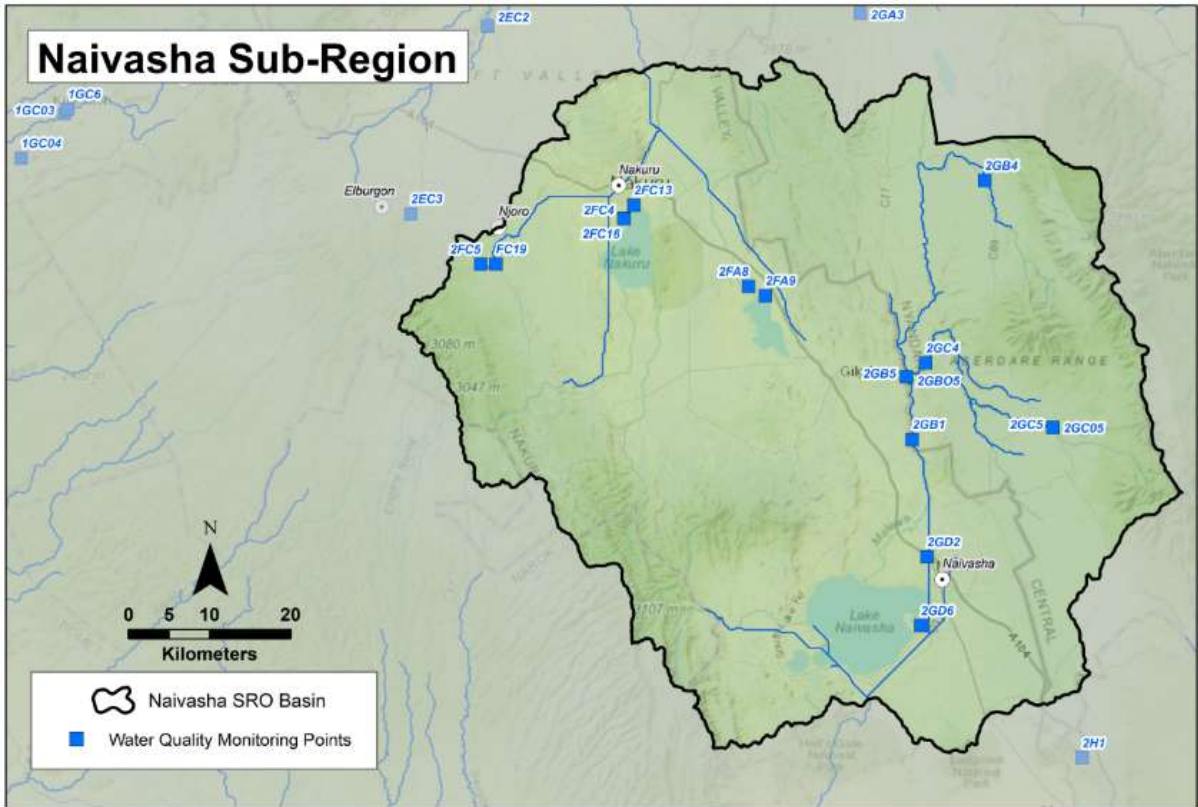 Naivasha Sub-Region
2EC2
2GA3
1GC6
1GC03
1GC04
Elburgon
2EC3
Njoro
Nakuru
2FC13
2FC4
2FC16
Lake
Nakuru
2FC5
FC19
2FA8
2FA9
2GB4
3080 m
3047 m
2GC4
ABERDARE RANGE
2GB5
2GBO5
2GC5
2GC05
2GB1
2GD2
Naivasha
Lake
Naivasha
2GD6
A104
CENTRAL
2H1
N
0 5 10 20
Kilometers
Naivasha SRO Basin
Water Quality Monitoring Points